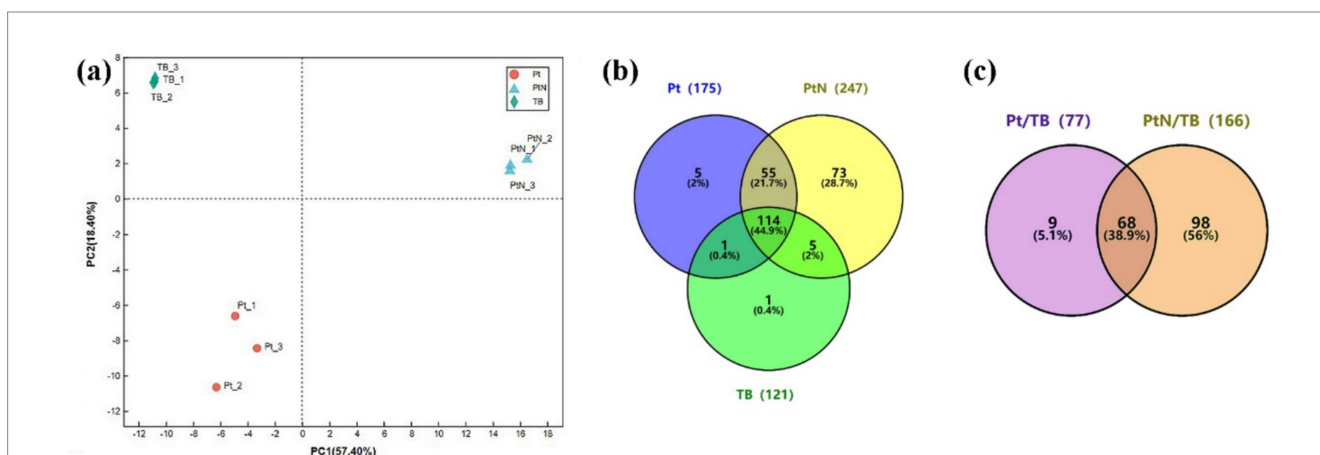 (a)
8
6
4
2
0
-2
-4
-6
-8
-10
-12
PC2(18.40%)
-12 -10 -8 -6 -4 -2 0 2 4 6 8 10 12 14 16 18
PC1(57.40%)
TB_3
TB_1
TB_2
Pt
PtN
TB
PtN_2
PtN_1
PtN_3
Pt_1
Pt_3
Pt_2
(b)
Pt (175) PtN (247)
5
(2%)
55
(21.7%)
73
(28.7%)
114
(44.9%)
1
(0.4%)
5
(2%)
1
(0.4%)
TB (121)
(c)
Pt/TB (77) PtN/TB (166)
9
(5.1%)
68
(38.9%)
98
(56%)